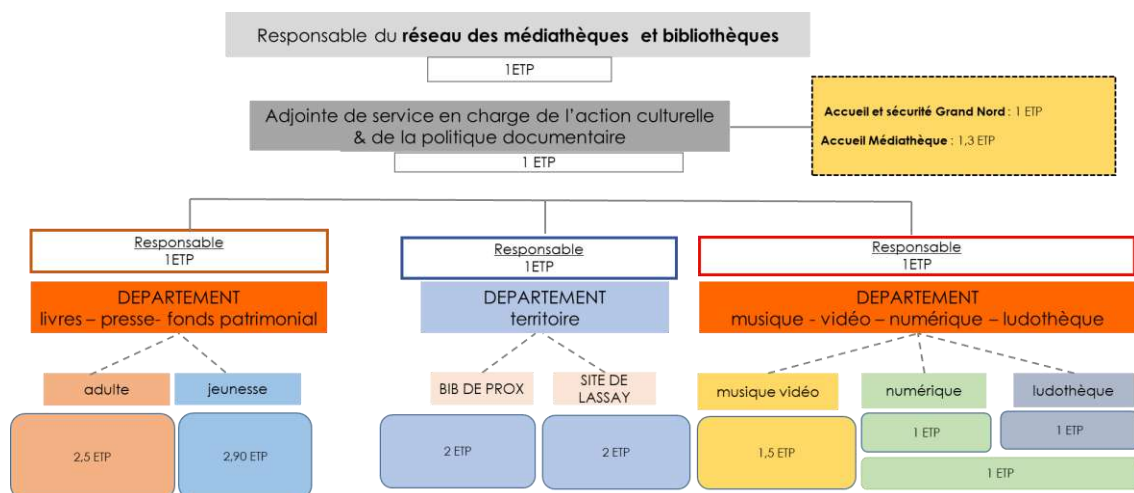 Responsable du réseau des médiathèques et bibliothèques
1ETP
Adjointe de service en charge de l'action culturelle
& de la politique documentaire
1 ETP
Accueil et sécurité Grand Nord : 1 ETP
Accueil Médiathèque : 1,3 ETP
Responsable
1ETP
DEPARTEMENT
livres – presse- fonds patrimonial
adulte
jeunesse
2,5 ETP
2,90 ETP
Responsable
1ETP
DEPARTEMENT
territoire
BIB DE PROX
SITE DE
LASSAY
2 ETP
2 ETP
Responsable
1ETP
DEPARTEMENT
musique - vidéo – numérique – ludothèque
musique vidéo
numérique
ludothèque
1,5 ETP
1 ETP
1 ETP
1 ETP